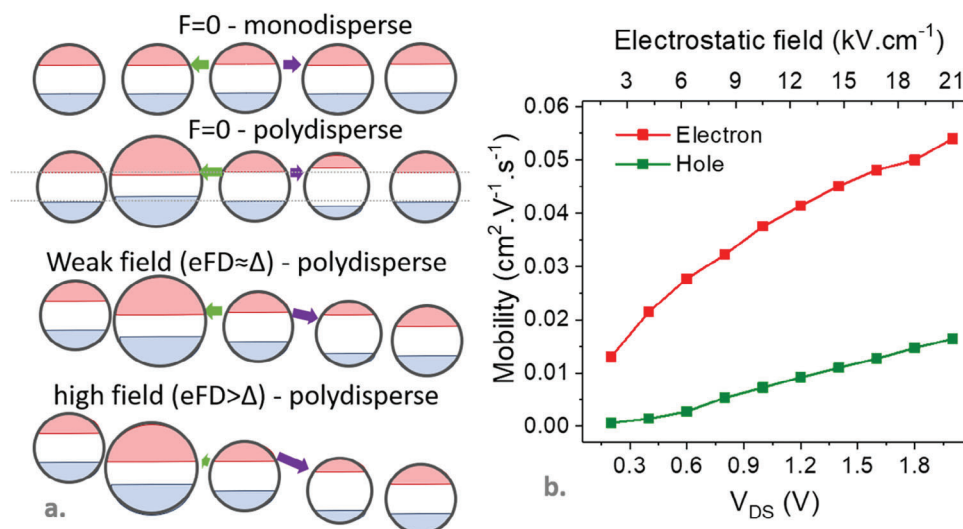 F=0 - monodisperse
F=0 - polydisperse
Weak field (eFD≈Δ) - polydisperse
high field (eFD>Δ) - polydisperse
a.
Electrostatic field (kV.cm⁻¹)
3 6 9 12 15 18 21
0.06
0.05
0.04
0.03
0.02
0.01
0.00
Mobility (cm².V⁻¹.s⁻¹)
Electron
Hole
0.3 0.6 0.9 1.2 1.5 1.8
b.
V_DS (V)